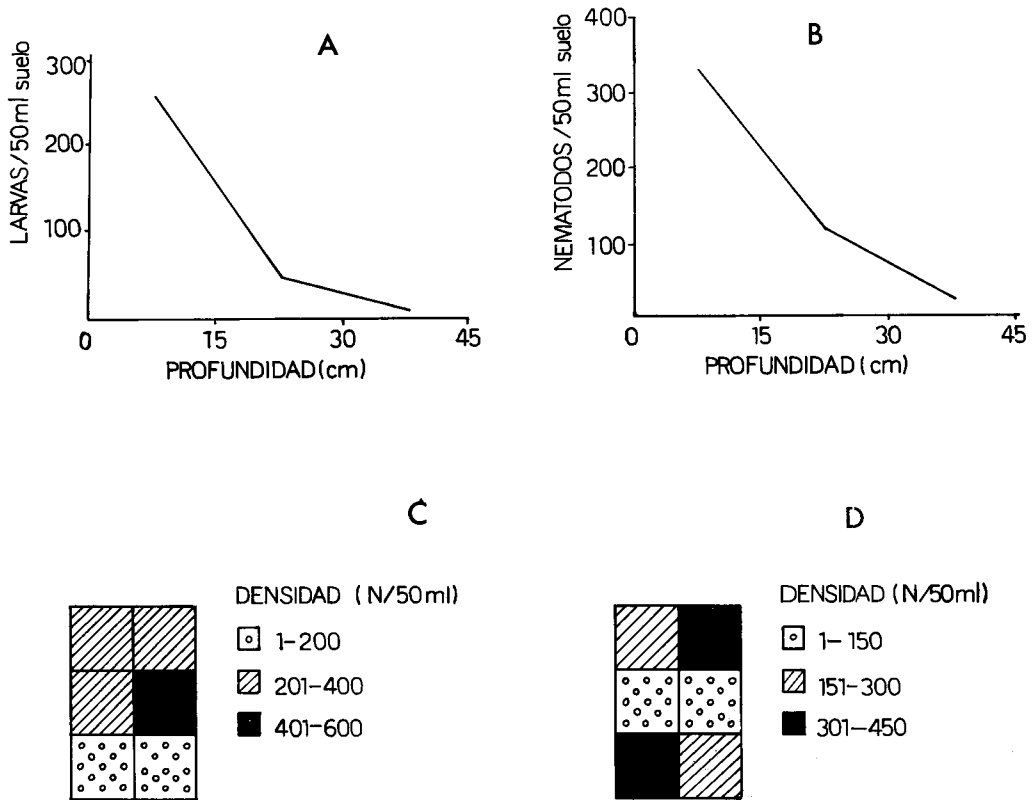 A
LARVAS/50ml suelo
300
200
100
0
15
30
45
PROFUNDIDAD(cm)
B
NEMATODOS/50ml suelo
400
300
200
100
0
15
30
45
PROFUNDIDAD (cm)
C
DENSIDAD (N/50ml)
1-200
201-400
401-600
D
DENSIDAD (N/50ml)
1-150
151-300
301-450